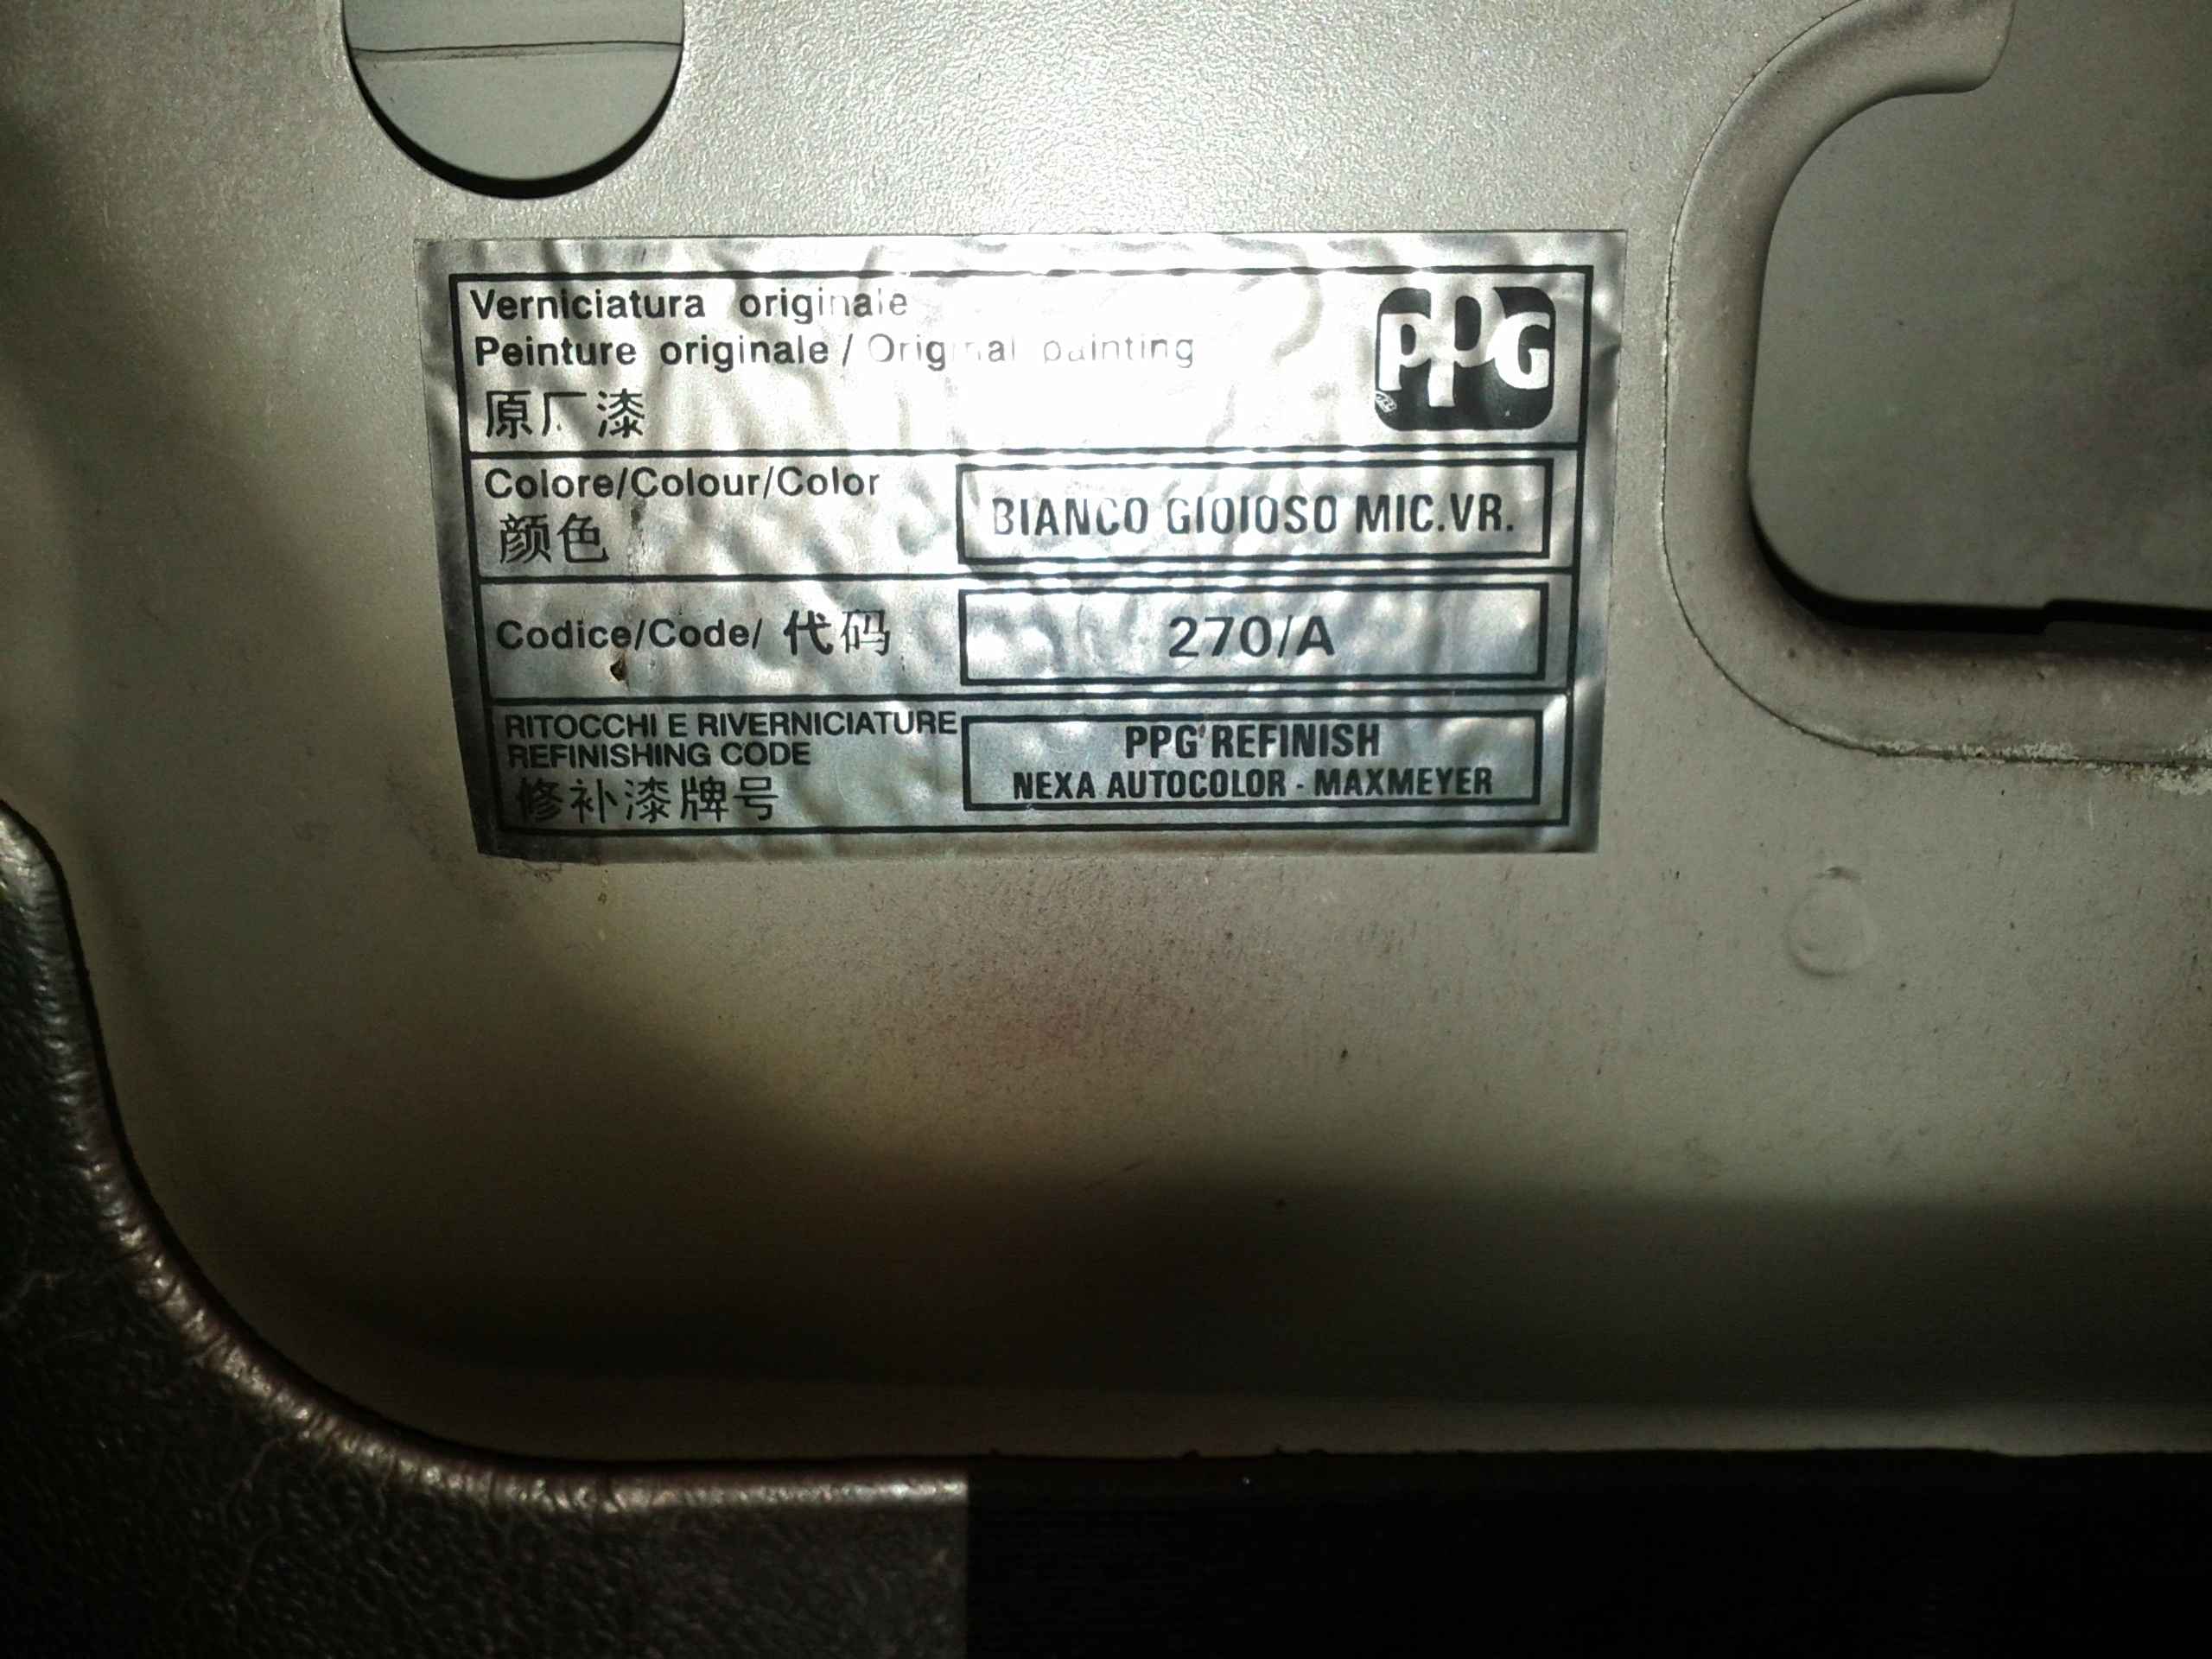 Verniciatura originale
Peinture originale / Original painting
原厂漆
PPG
Colore/Colour/Color
颜色
BIANCO GIOIOSO MIC.VR.
Codice/Code/ 代码
270/A
RITOCCHI E RIVERNICIATURE
REFINISHING CODE
修补漆牌号
PPG REFINISH
NEXA AUTOCOLOR - MAXMEYER